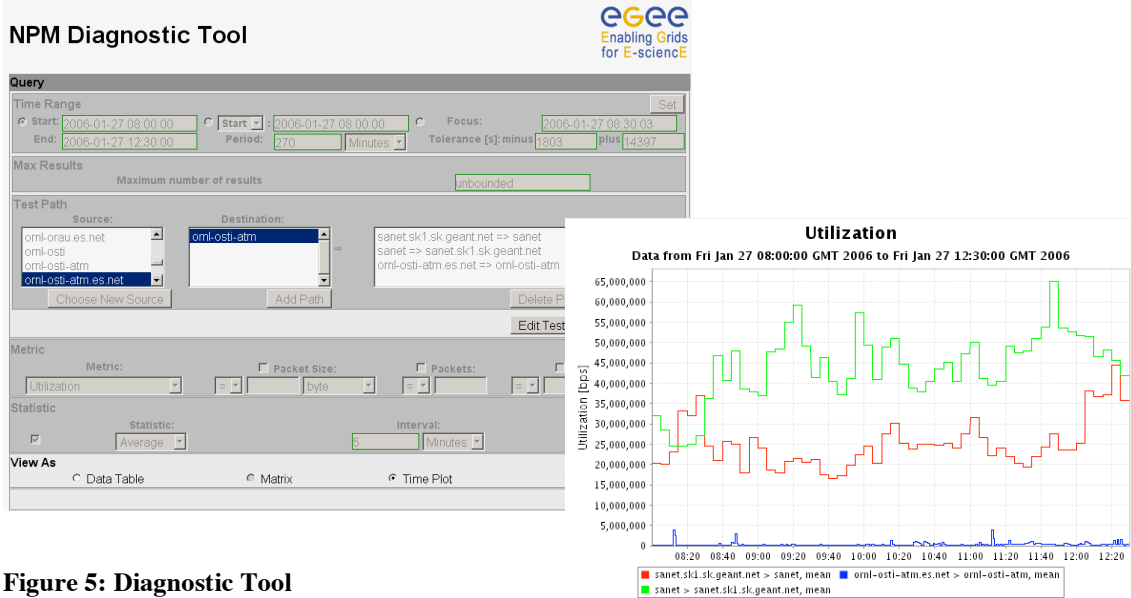 NPM Diagnostic Tool
egee
Enabling Grids
for E-sciencE
Query
Time Range
Set
Start: 2006-01-27 08:00:00 Start : 2006-01-27 08:00:00 Focus: 2006-01-27 08:30:03
End: 2006-01-27 12:30:00 Period: 270 Minutes Tolerance [s]: minus 1803 plus 14397
Max Results
Maximum number of results unbounded
Test Path
Source: Destination:
ornl-orau.es.net
ornl-osti
ornl-osti-atm
ornl-osti-atm.es.net
ornl-osti-atm
=>
sanet.sk1.sk.geant.net => sanet
sanet => sanet.sk1.sk.geant.net
ornl-osti-atm.es.net => ornl-osti-atm
Choose New Source Add Path Delete P
Edit Test
Metric
Metric: Packet Size: Packets:
Utilization = byte = =
Statistic
Statistic: Interval:
Average 5 Minutes
View As
Data Table Matrix Time Plot
Utilization
Data from Fri Jan 27 08:00:00 GMT 2006 to Fri Jan 27 12:30:00 GMT 2006
Utilization [bps]
65,000,000
60,000,000
55,000,000
50,000,000
45,000,000
40,000,000
35,000,000
30,000,000
25,000,000
20,000,000
15,000,000
10,000,000
5,000,000
0
08:20 08:40 09:00 09:20 09:40 10:00 10:20 10:40 11:00 11:20 11:40 12:00 12:20
sanet.sk1.sk.geant.net > sanet, mean ornl-osti-atm.es.net > ornl-osti-atm, mean
sanet > sanet.sk1.sk.geant.net, mean
Figure 5: Diagnostic Tool